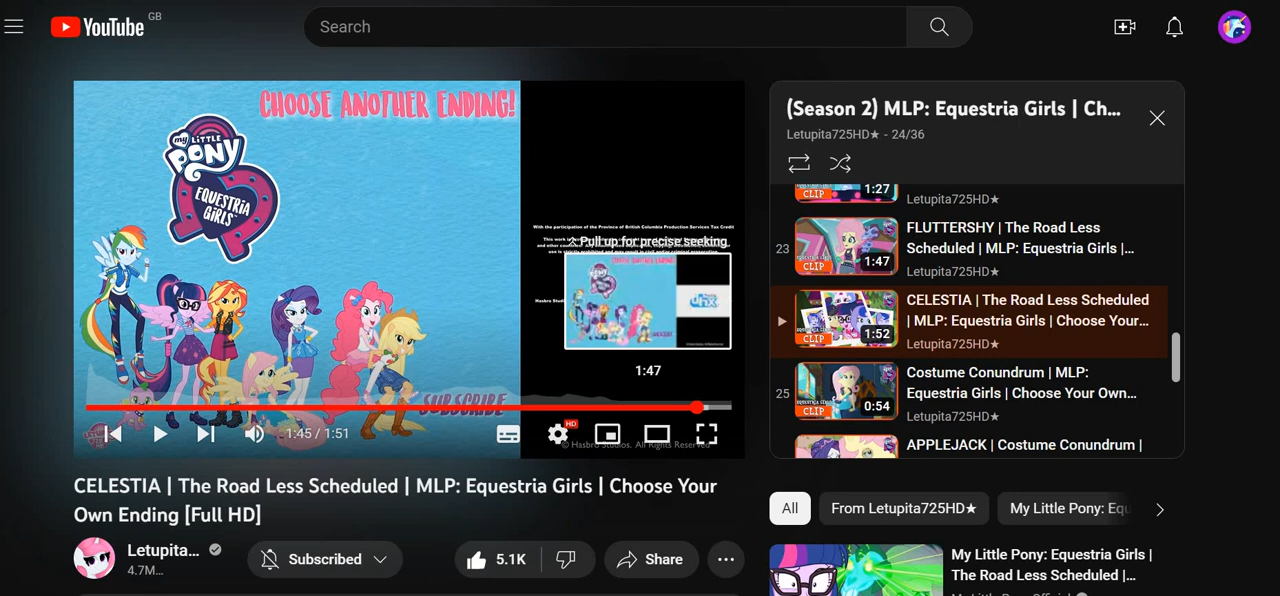 YouTube GB
Search
CHOOSE ANOTHER ENDING!
MY LITTLE
PONY
EQUESTRIA
GIRLS
With the participation of the Province of British Columbia Production Services Tax Credit
Pull up for precise seeking
CHOOSE ANOTHER ENDING!
1:47
SUBSCRIBE
1:45 / 1:51
HD
© Hasbro Studios. All Rights Reserved
CELESTIA | The Road Less Scheduled | MLP: Equestria Girls | Choose Your
Own Ending [Full HD]
Letupita...
4.7M...
Subscribed
5.1K
Share
(Season 2) MLP: Equestria Girls | Ch...
Letupita725HD★ - 24/36
CLIP
1:27
Letupita725HD★
23
CLIP
1:47
FLUTTERSHY | The Road Less
Scheduled | MLP: Equestria Girls |...
Letupita725HD★
CLIP
1:52
CELESTIA | The Road Less Scheduled
| MLP: Equestria Girls | Choose Your...
Letupita725HD★
25
CLIP
0:54
Costume Conundrum | MLP:
Equestria Girls | Choose Your Own...
Letupita725HD★
APPLEJACK | Costume Conundrum |
All
From Letupita725HD★
My Little Pony: Equ
My Little Pony: Equestria Girls |
The Road Less Scheduled |...